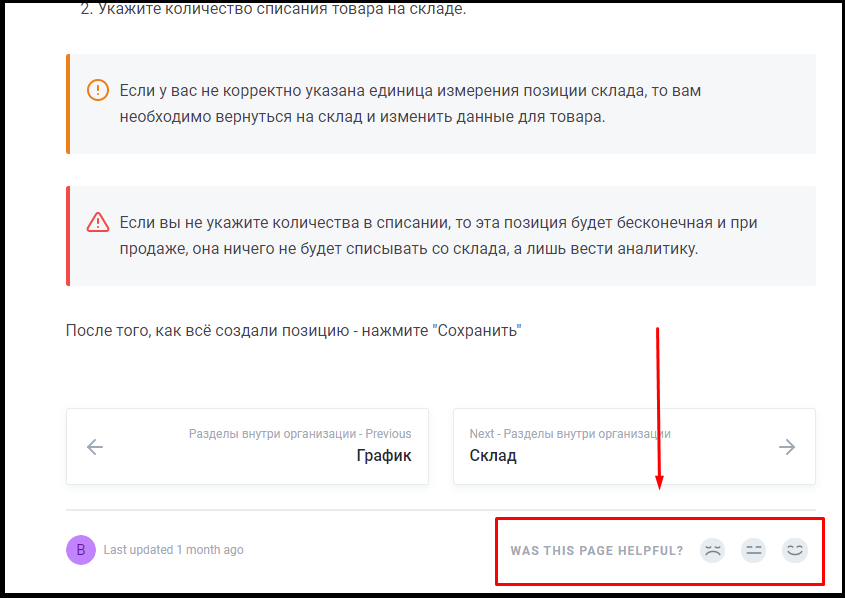 2. Укажите количество списания товара на складе.
Если у вас не корректно указана единица измерения позиции склада, то вам
необходимо вернуться на склад и изменить данные для товара.
Если вы не укажите количества в списании, то эта позиция будет бесконечная и при
продаже, она ничего не будет списывать со склада, а лишь вести аналитику.
После того, как всё создали позицию - нажмите "Сохранить"
Разделы внутри организации - Previous
График
Next - Разделы внутри организации
Склад
B
Last updated 1 month ago
WAS THIS PAGE HELPFUL?